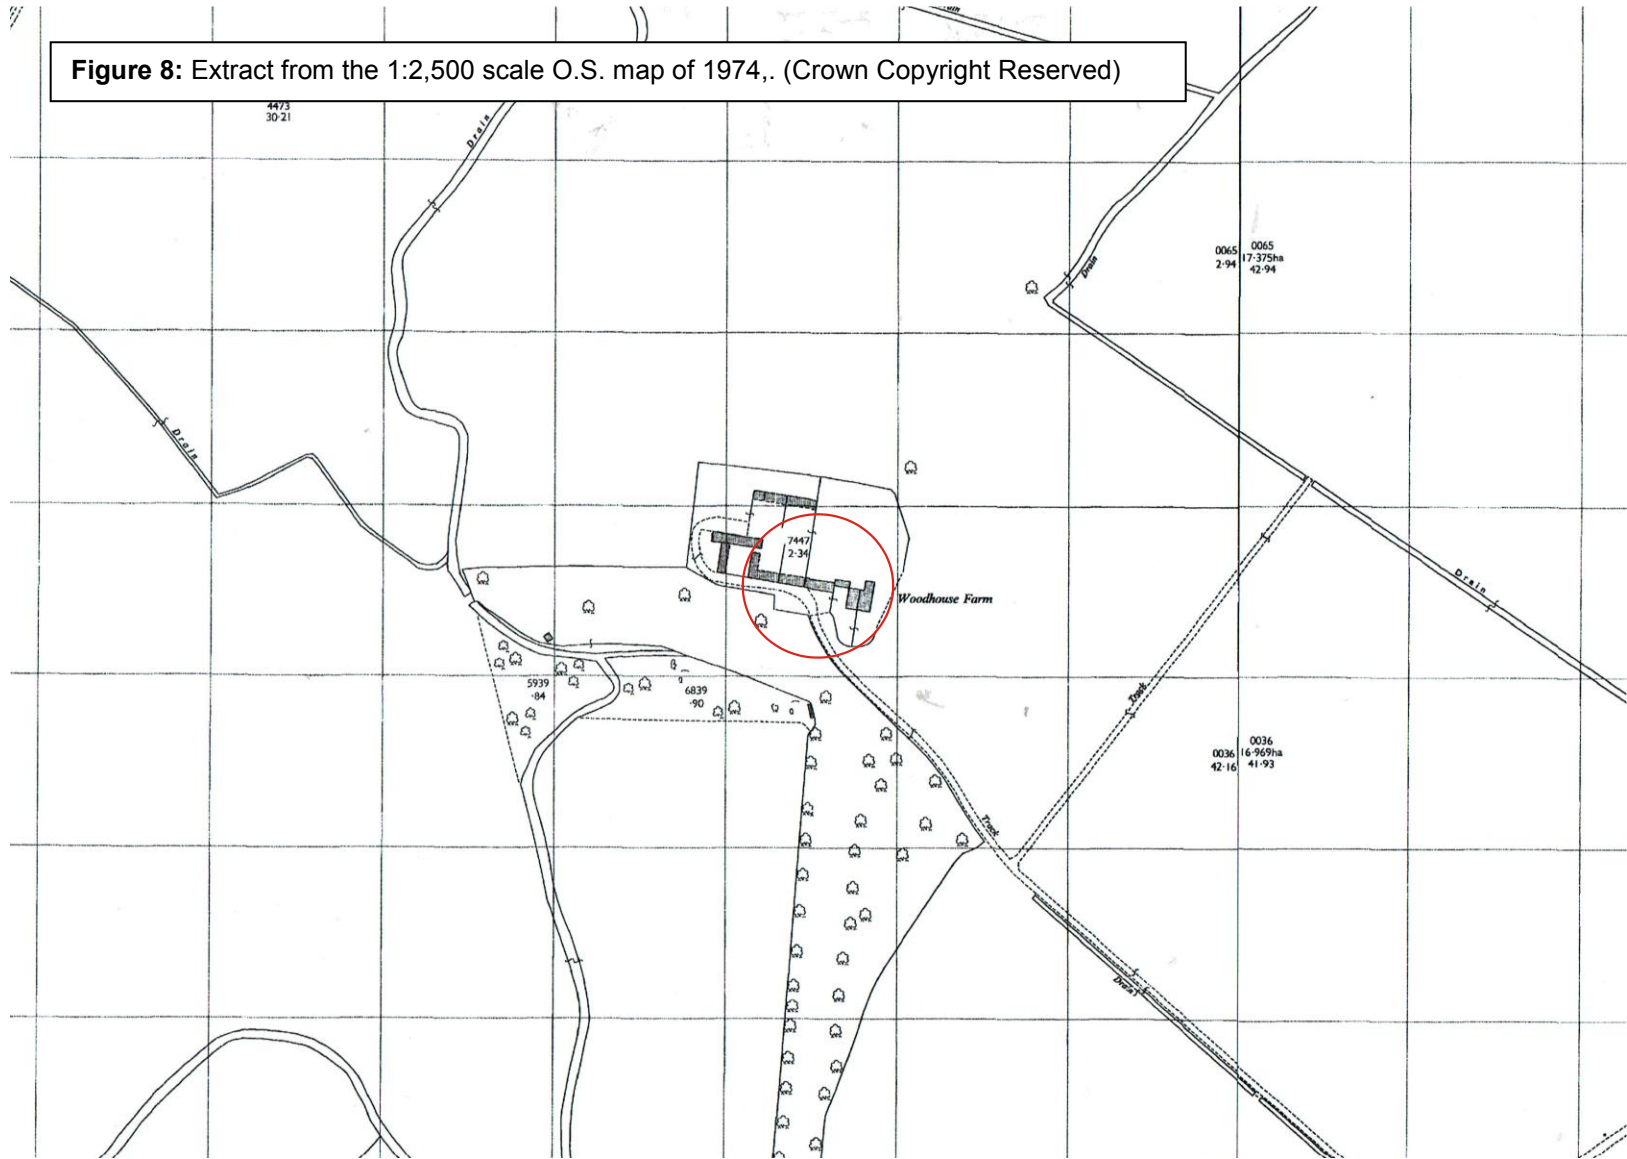 Figure 8: Extract from the 1:2,500 scale O.S. map of 1974,. (Crown Copyright Reserved)
4473
30·21
Drain
0065
2·94
0065
17·375ha
42·94
Drain
Drain
7447
2·34
Woodhouse Farm
Drain
5939
·84
6839
·90
Track
0036
42·16
0036
16·969ha
41·93
Track
Drain